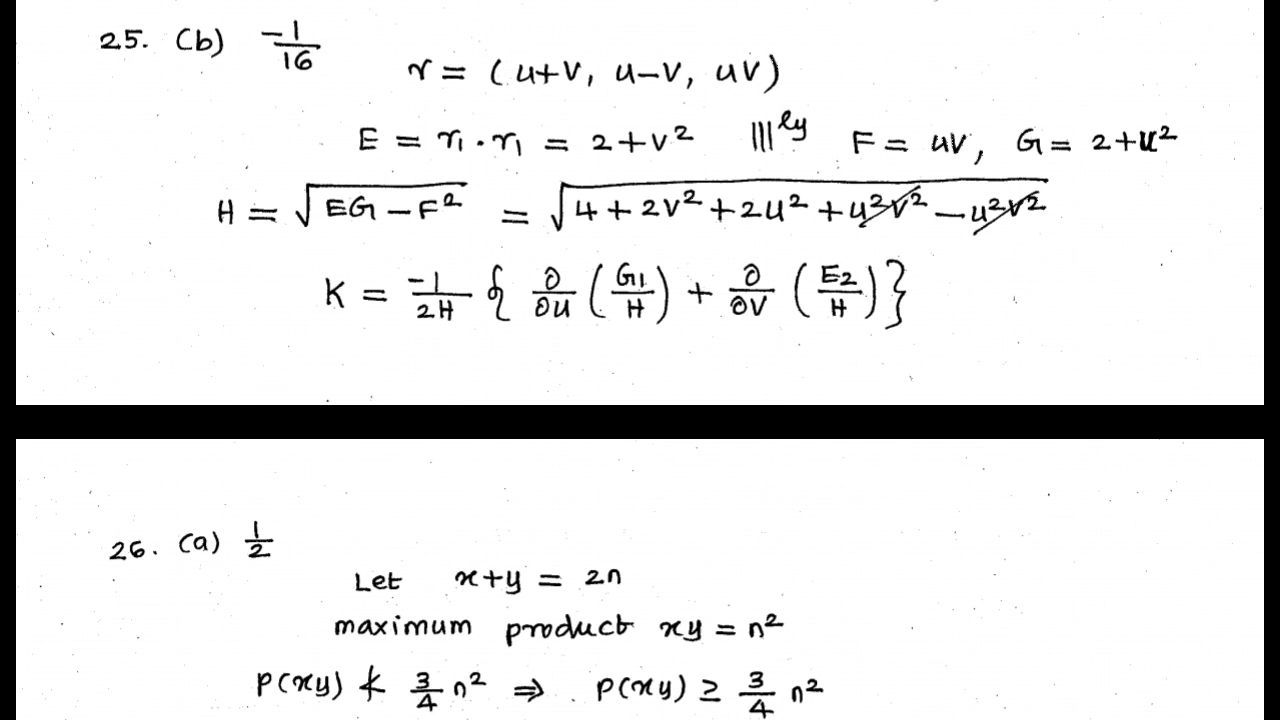 25. (b) -1/16
r = (u+v, u-v, uv)
E = r₁ · r₁ = 2+v² |||ly F = uv, G = 2+u²
H = √(EG - F²) = √(4 + 2v² + 2u² + u²v² - u²v²)
K = -1/2H { ∂/∂u (G₁/H) + ∂/∂v (E₂/H) }
26. (a) 1/2
Let x+y = 2n
maximum product xy = n²
P(xy) ≮ 3/4 n² ⇒ P(xy) ≥ 3/4 n²